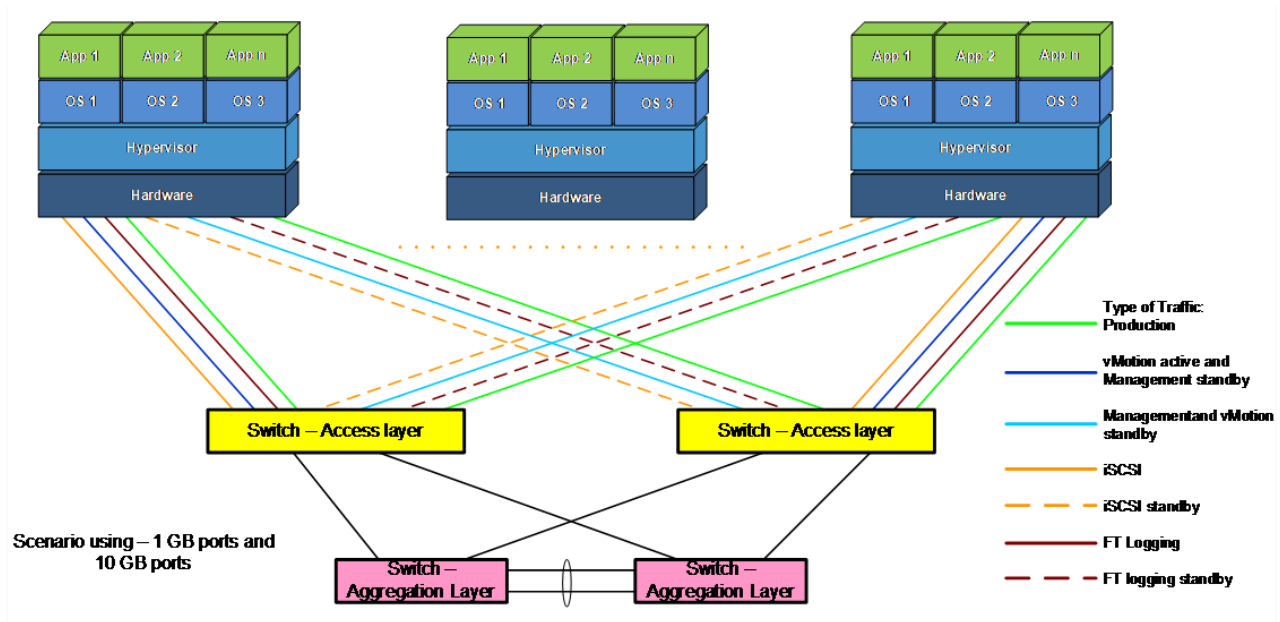 App 1 App 2 App n
OS 1 OS 2 OS 3
Hypervisor
Hardware
App 1 App 2 App n
OS 1 OS 2 OS 3
Hypervisor
Hardware
App 1 App 2 App n
OS 1 OS 2 OS 3
Hypervisor
Hardware
Type of Traffic:
Production
vMotion active and
Management standby
Managementand vMotion
standby
iSCSI
iSCSI standby
FT Logging
FT logging standby
Switch – Access layer
Switch – Access layer
Scenario using – 1 GB ports and
10 GB ports
Switch –
Aggregation Layer
Switch –
Aggregation Layer